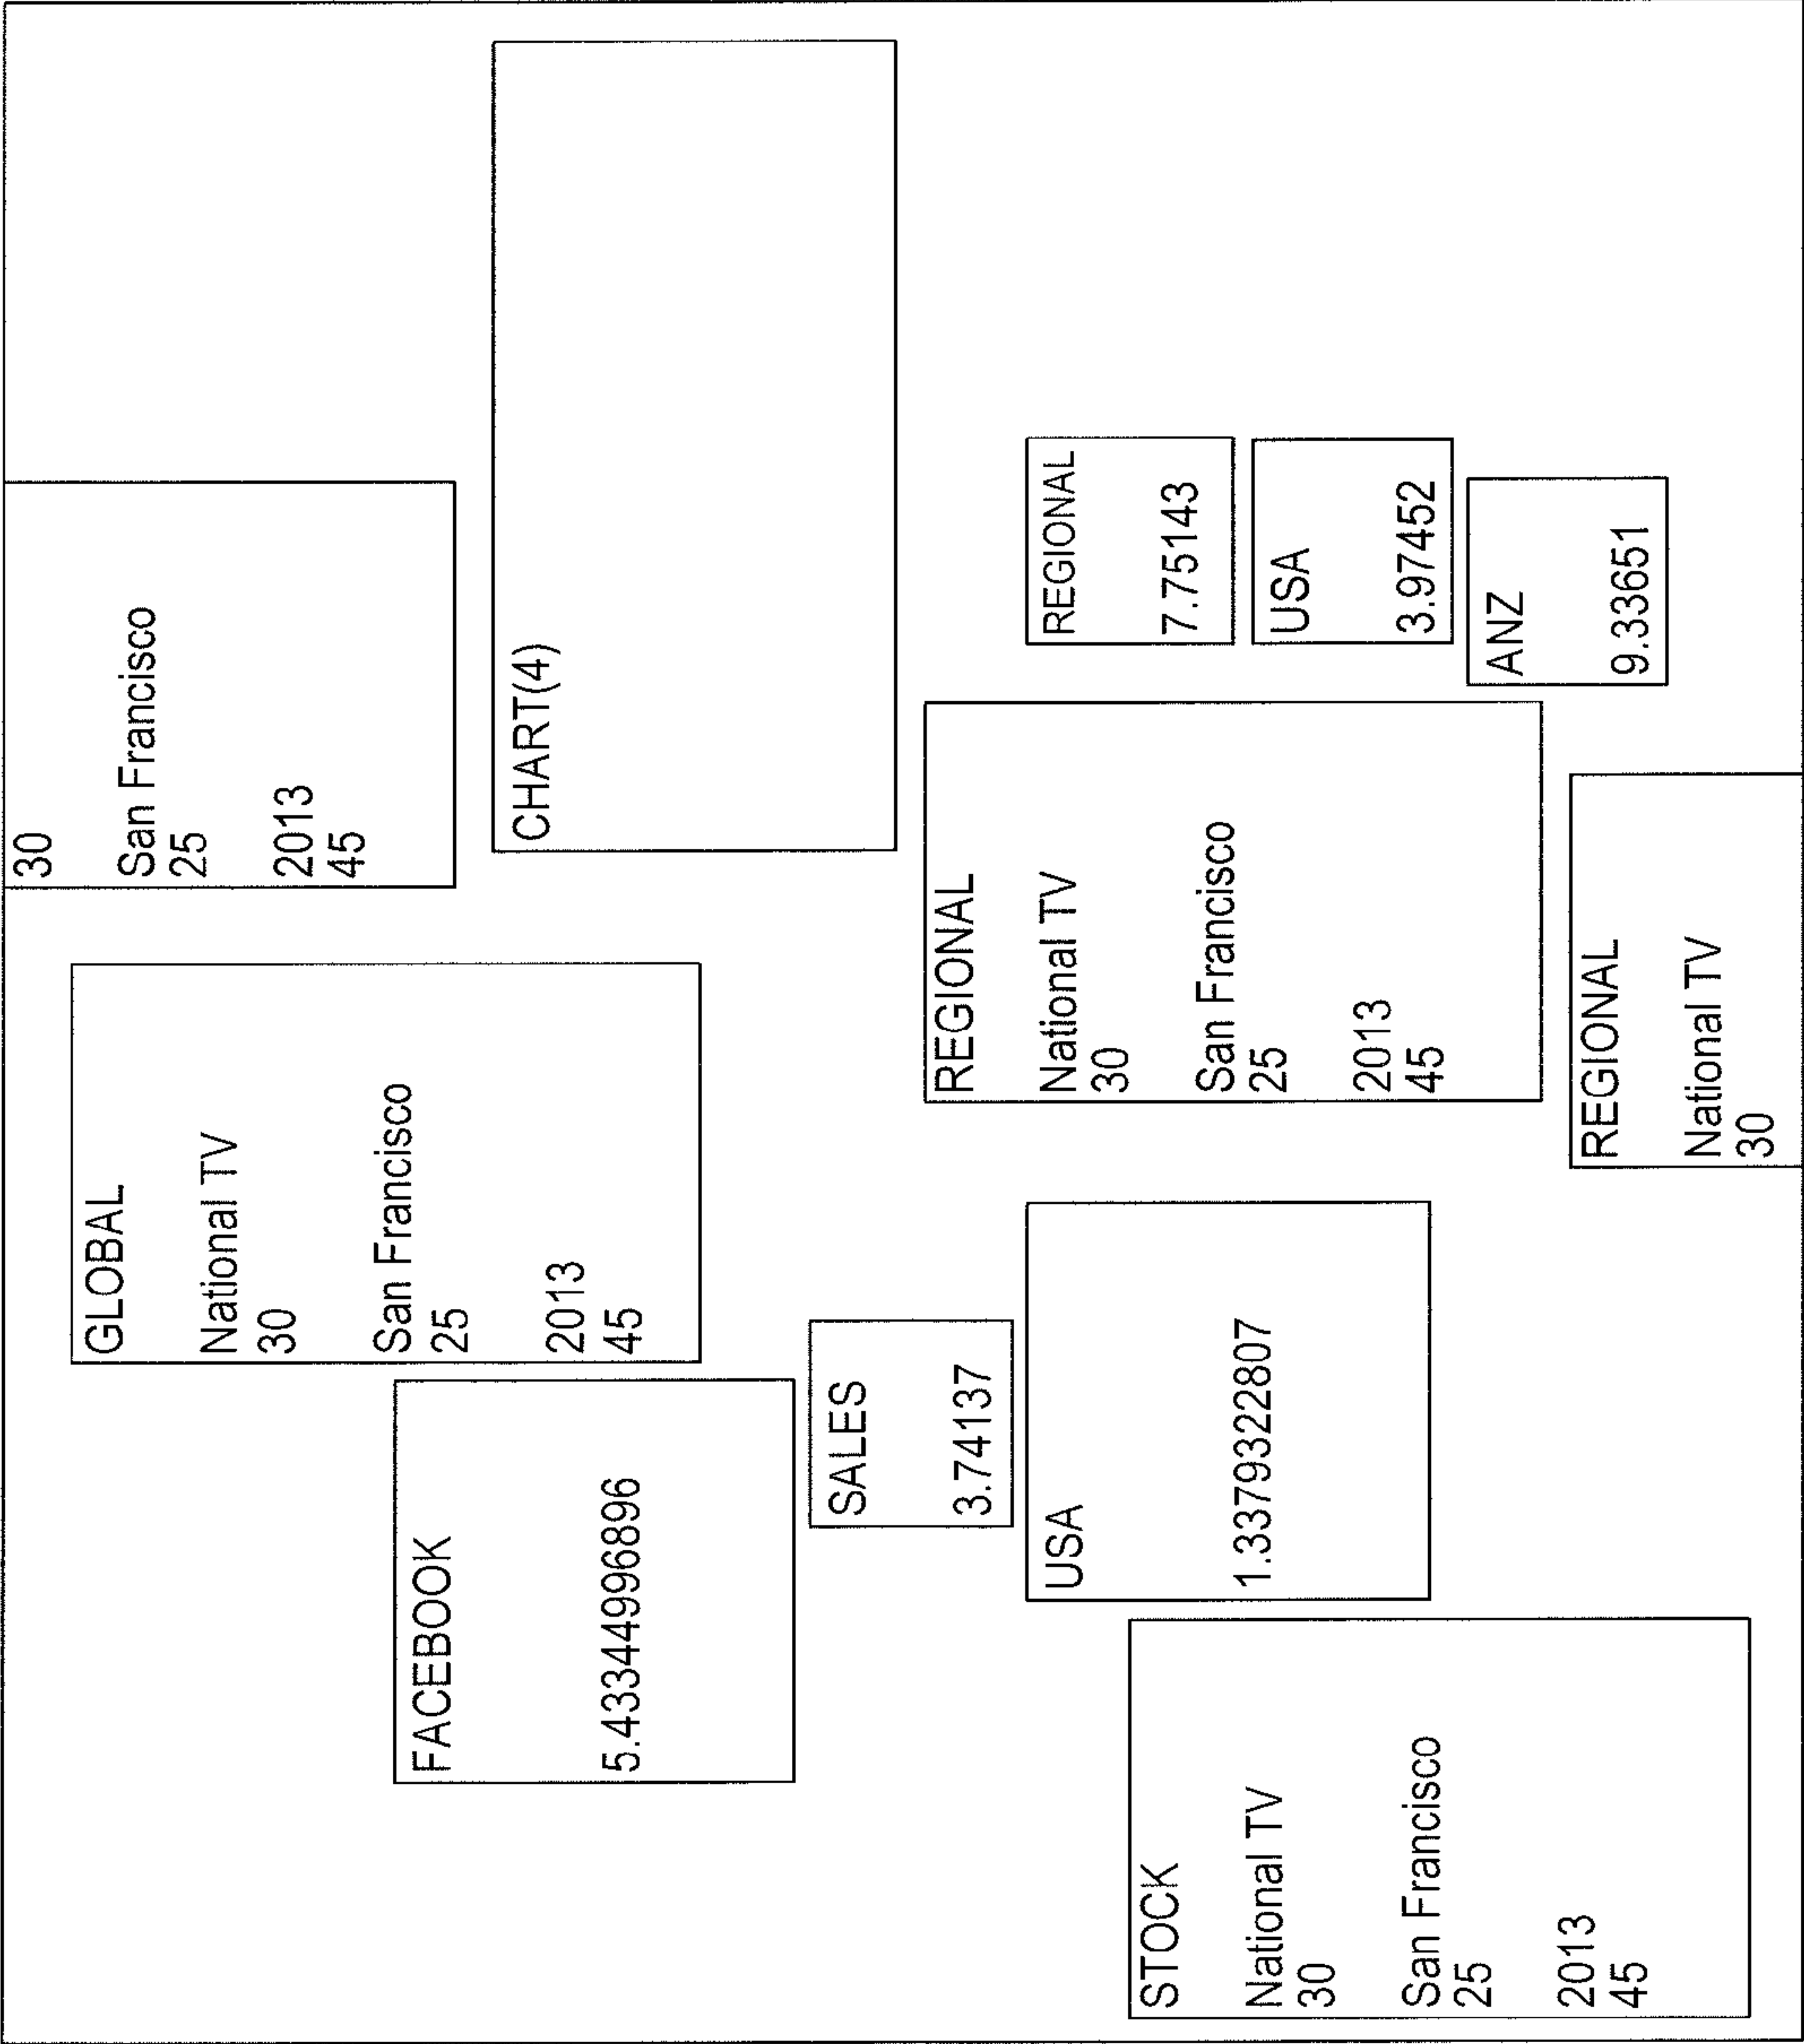 STOCK
National TV
30
San Francisco
25
2013
45
FACEBOOK
5.4334996896
SALES
3.74137
USA
1.3379322807
GLOBAL
National TV
30
San Francisco
25
2013
45
REGIONAL
National TV
30
San Francisco
25
2013
45
REGIONAL
National TV
30
30
San Francisco
25
2013
45
CHART(4)
REGIONAL
7.75143
USA
3.97452
ANZ
9.33651